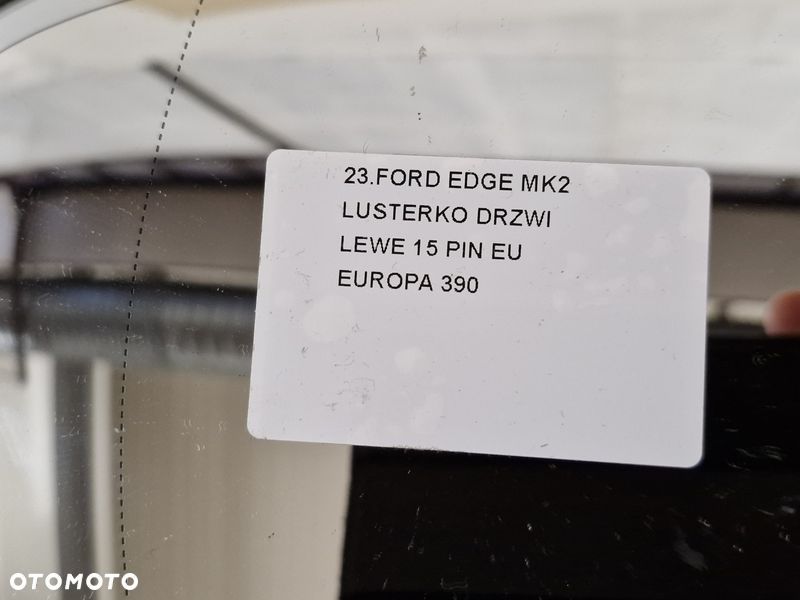 23.FORD EDGE MK2
LUSTERKO DRZWI
LEWE 15 PIN EU
EUROPA 390
OTOMOTO